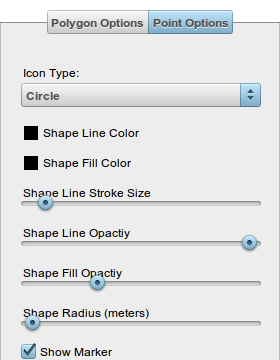 Polygon Options Point Options
Icon Type:
Circle
Shape Line Color
Shape Fill Color
Shape Line Stroke Size
Shape Line Opactiy
Shape Fill Opactiy
Shape Radius (meters)
Show Marker